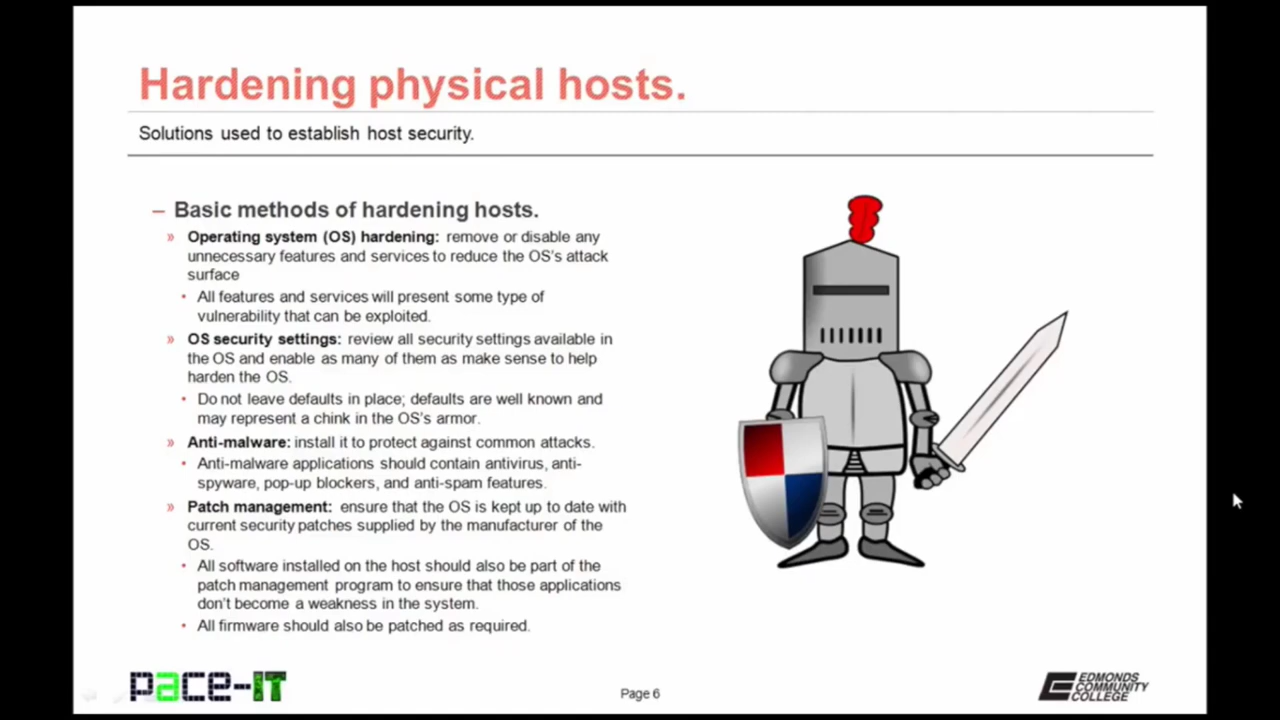 Hardening physical hosts.
Solutions used to establish host security.
– Basic methods of hardening hosts.
» Operating system (OS) hardening: remove or disable any
unnecessary features and services to reduce the OS's attack
surface
• All features and services will present some type of
vulnerability that can be exploited.
» OS security settings: review all security settings available in
the OS and enable as many of them as make sense to help
harden the OS.
• Do not leave defaults in place; defaults are well known and
may represent a chink in the OS's armor.
» Anti-malware: install it to protect against common attacks.
• Anti-malware applications should contain antivirus, anti-
spyware, pop-up blockers, and anti-spam features.
» Patch management: ensure that the OS is kept up to date with
current security patches supplied by the manufacturer of the
OS.
• All software installed on the host should also be part of the
patch management program to ensure that those applications
don't become a weakness in the system.
• All firmware should also be patched as required.
pace-IT
Page 6
EDMONDS
COMMUNITY
COLLEGE